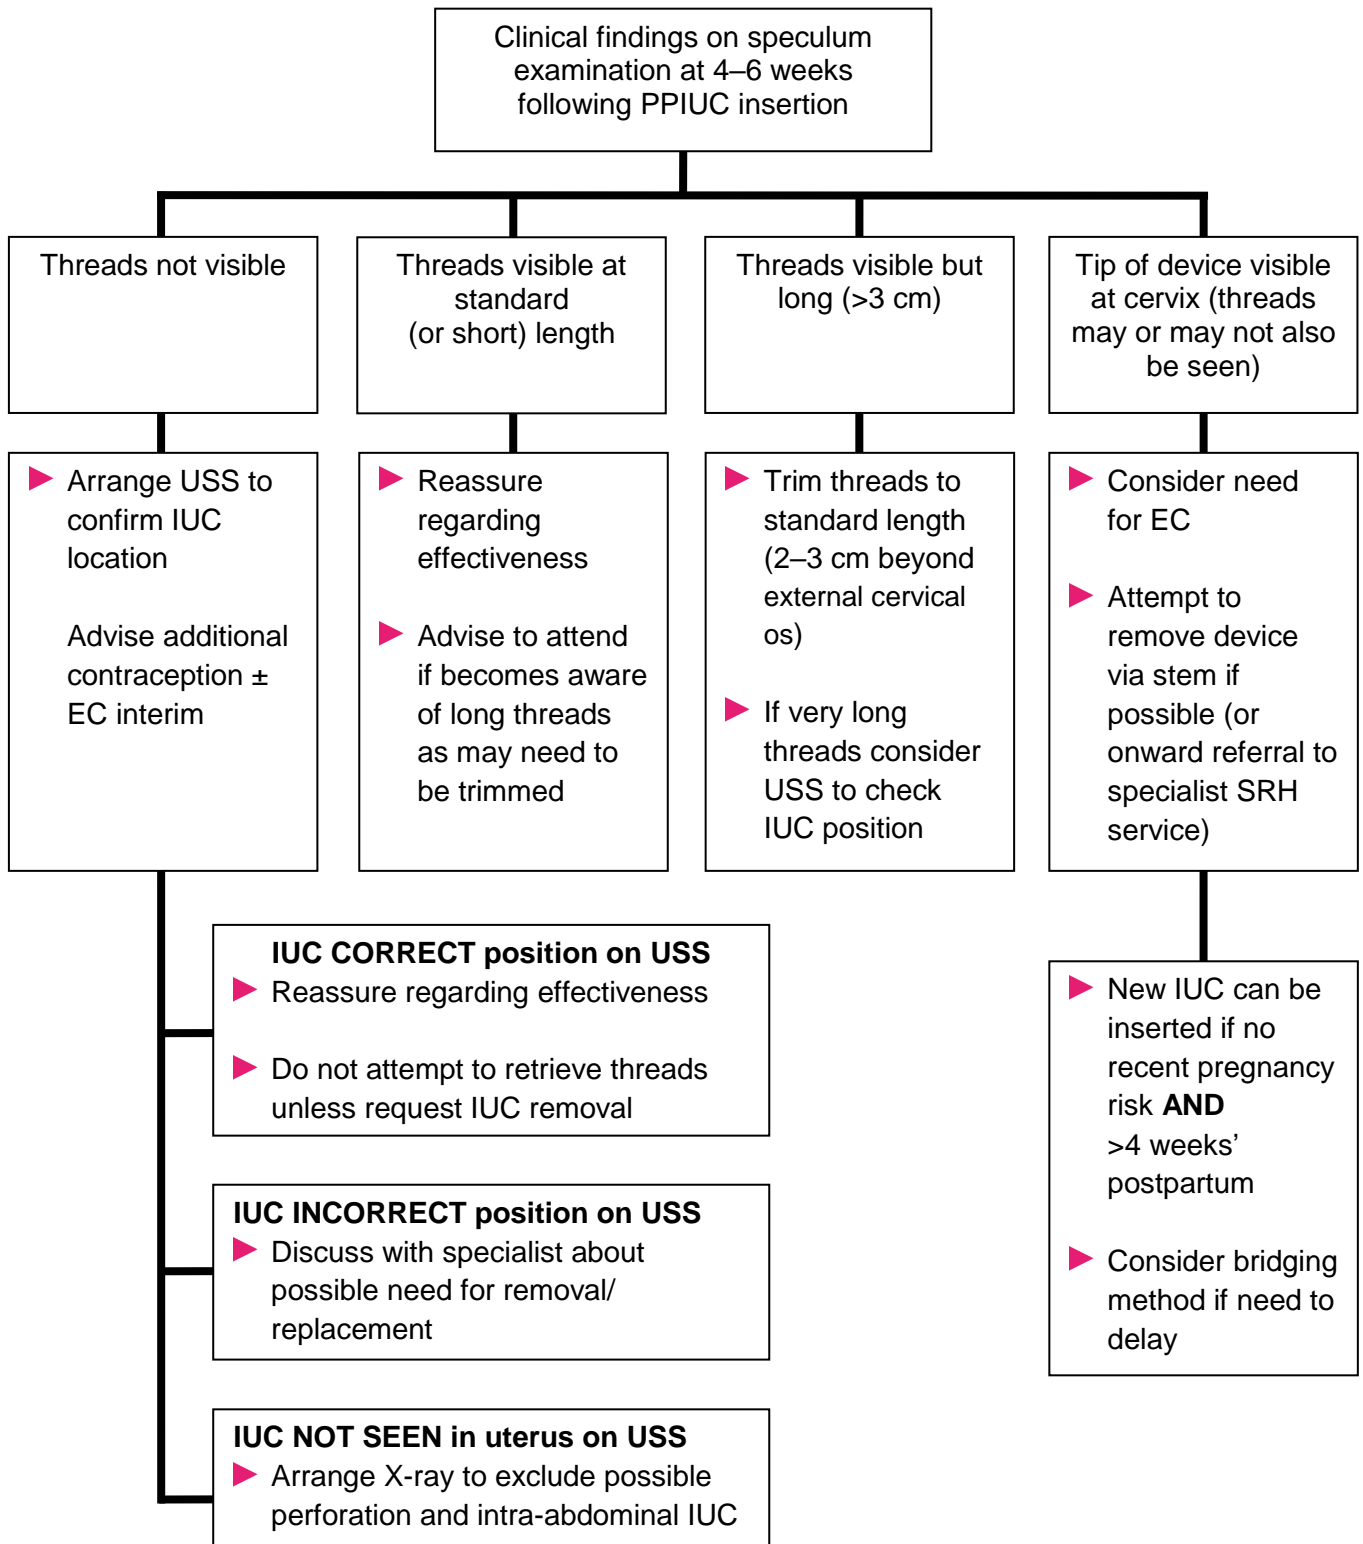 Clinical findings on speculum
examination at 4–6 weeks
following PPIUC insertion
Threads not visible
Threads visible at
standard
(or short) length
Threads visible but
long (>3 cm)
Tip of device visible
at cervix (threads
may or may not also
be seen)
Arrange USS to
confirm IUC
location
Advise additional
contraception ±
EC interim
Reassure
regarding
effectiveness
Advise to attend
if becomes aware
of long threads
as may need to
be trimmed
Trim threads to
standard length
(2–3 cm beyond
external cervical
os)
If very long
threads consider
USS to check
IUC position
Consider need
for EC
Attempt to
remove device
via stem if
possible (or
onward referral to
specialist SRH
service)
IUC CORRECT position on USS
Reassure regarding effectiveness
Do not attempt to retrieve threads
unless request IUC removal
IUC INCORRECT position on USS
Discuss with specialist about
possible need for removal/
replacement
IUC NOT SEEN in uterus on USS
Arrange X-ray to exclude possible
perforation and intra-abdominal IUC
New IUC can be
inserted if no
recent pregnancy
risk AND
>4 weeks’
postpartum
Consider bridging
method if need to
delay